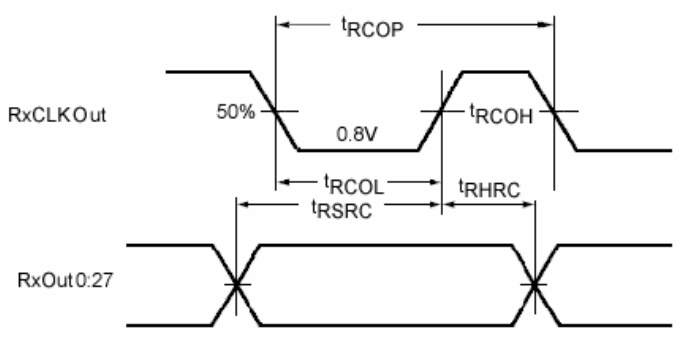 tRCOP
RxCLKOut
50%
tRCOH
0.8V
tRCOL
tRHRC
tRSRC
RxOut0:27